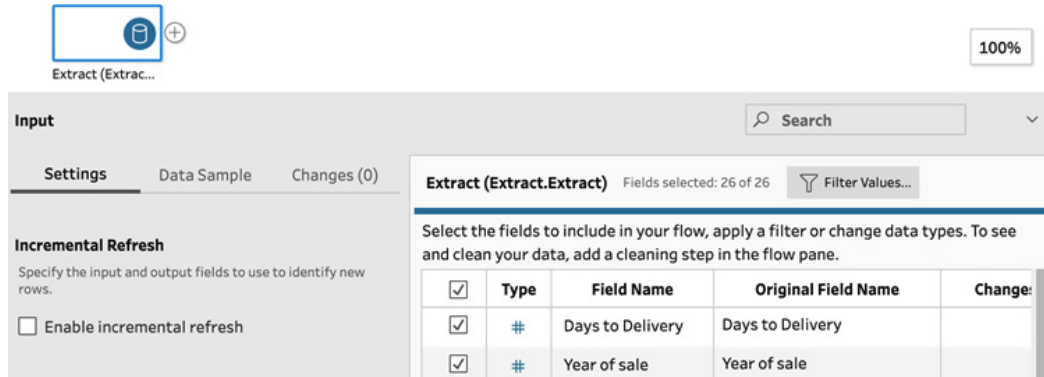 100%
Extract (Extrac...
Input
Search
Settings
Data Sample
Changes (0)
Extract (Extract.Extract)
Fields selected: 26 of 26
Filter Values...
Incremental Refresh
Specify the input and output fields to use to identify new
rows.
Enable incremental refresh
Select the fields to include in your flow, apply a filter or change data types. To see
and clean your data, add a cleaning step in the flow pane.
Type Field Name Original Field Name Changes
# Days to Delivery Days to Delivery
# Year of sale Year of sale